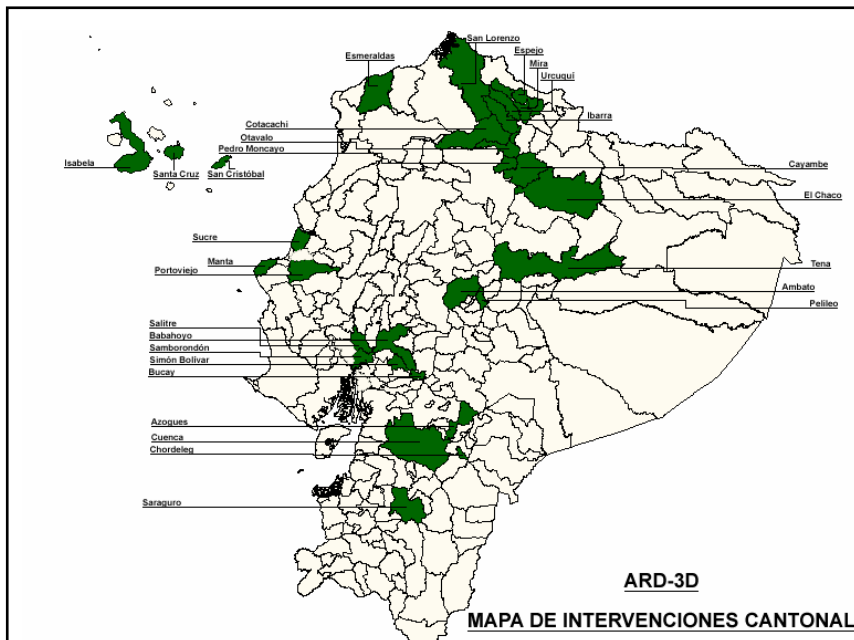 San Lorenzo
Esmeraldas
Espejo
Mira
Urcuquí
Ibarra
Cotacachi
Otavalo
Pedro Moncayo
Isabela
Santa Cruz
San Cristóbal
Cayambe
El Chaco
Sucre
Manta
Portoviejo
Tena
Ambato
Pelileo
Salitre
Babahoyo
Samborondón
Simón Bolívar
Bucay
Azogues
Cuenca
Chordeleg
Saraguro
ARD-3D
MAPA DE INTERVENCIONES CANTONAL